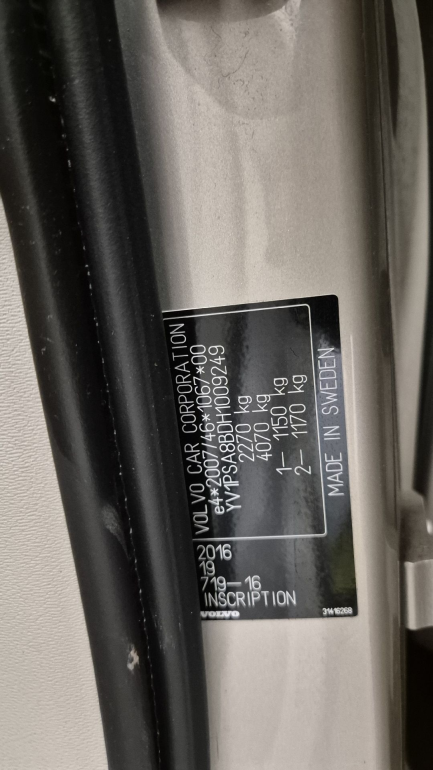 VOLVO CAR CORPORATION
e4*2007/46*1067*00
YV1PSA8BDH1009249
2270 kg
4070 kg
1– 1150 kg
2– 1170 kg
MADE IN SWEDEN
2016
19
719–16
INSCRIPTION
VOLVO
31416260